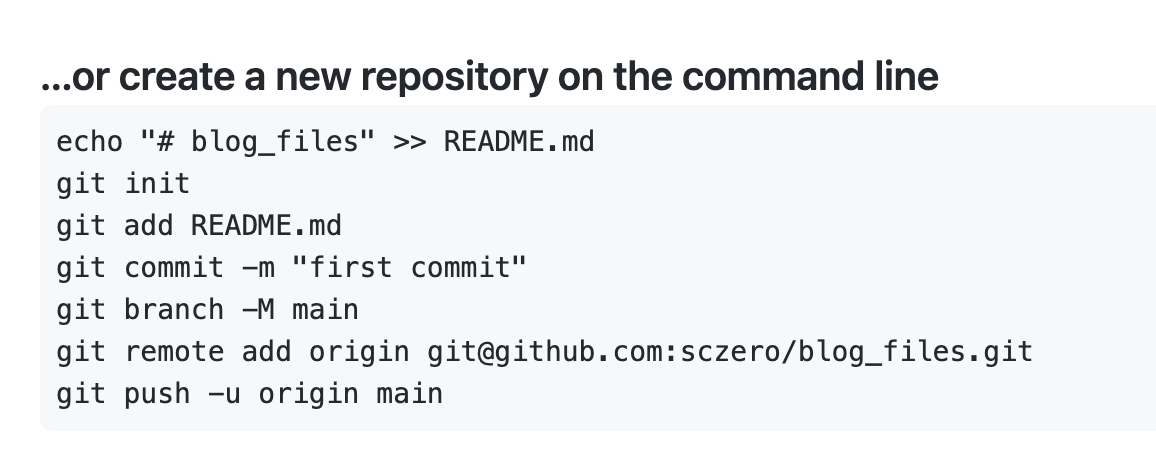 ...or create a new repository on the command line
echo "# blog_files" >> README.md
git init
git add README.md
git commit -m "first commit"
git branch -M main
git remote add origin git@github.com:sczero/blog_files.git
git push -u origin main